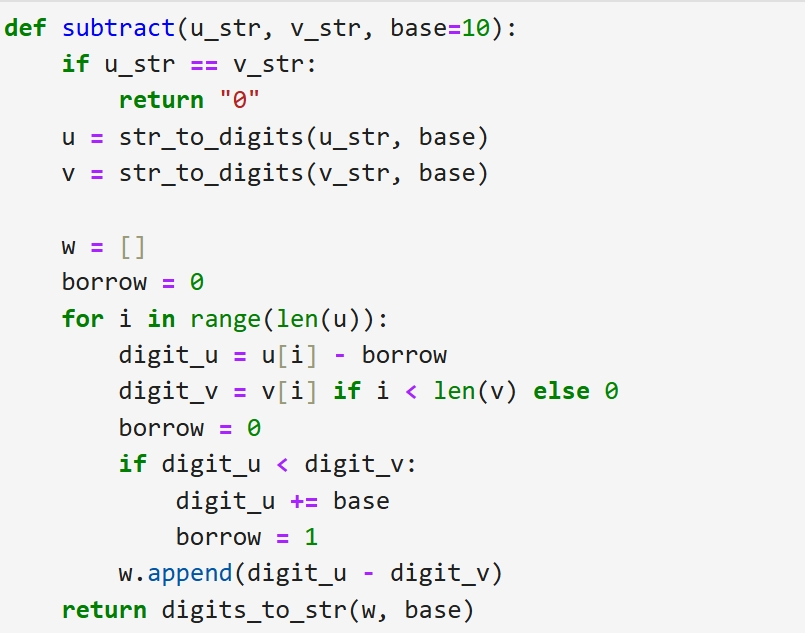 def subtract(u_str, v_str, base=10):
    if u_str == v_str:
        return "0"
    u = str_to_digits(u_str, base)
    v = str_to_digits(v_str, base)

    w = []
    borrow = 0
    for i in range(len(u)):
        digit_u = u[i] - borrow
        digit_v = v[i] if i < len(v) else 0
        borrow = 0
        if digit_u < digit_v:
            digit_u += base
            borrow = 1
        w.append(digit_u - digit_v)
    return digits_to_str(w, base)